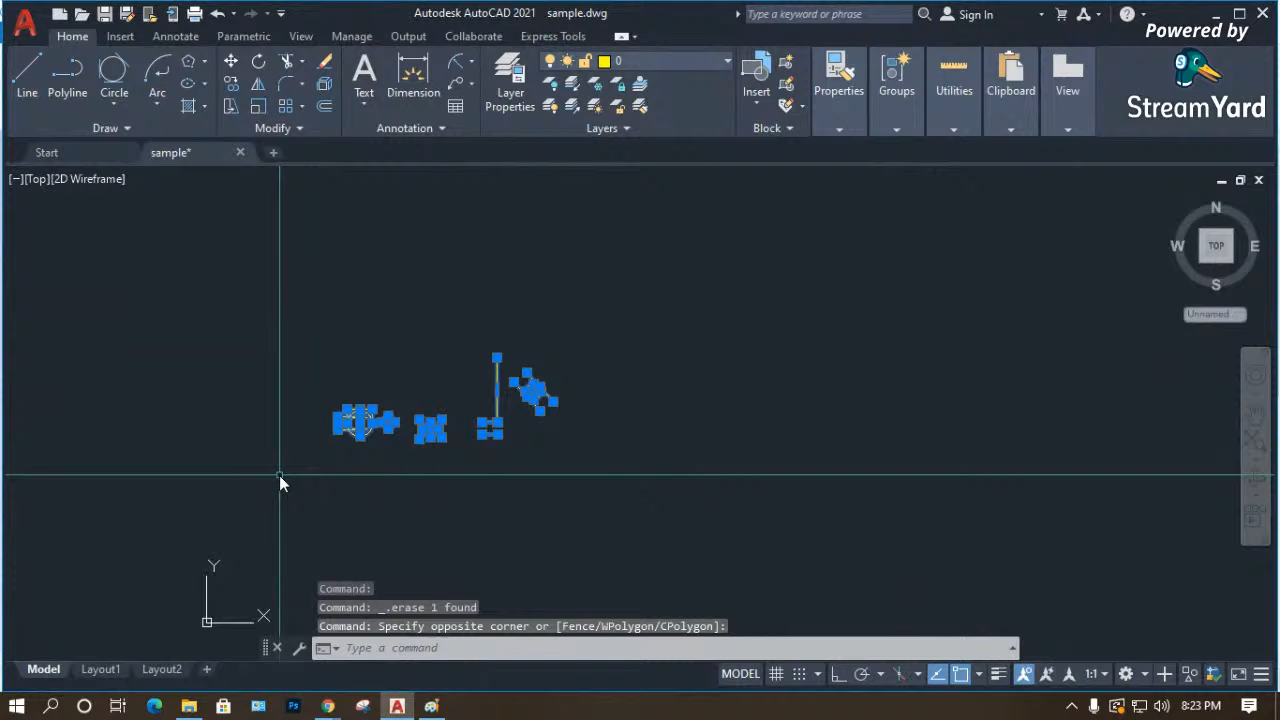 Autodesk AutoCAD 2021 sample.dwg
Type a keyword or phrase
Sign In
Powered by
StreamYard
Home Insert Annotate Parametric View Manage Output Collaborate Express Tools
Line Polyline Circle Arc
Text Dimension
Layer Properties
0
Insert
Properties Groups Utilities Clipboard View
Draw Modify Annotation Layers Block
Start sample*
[−][Top][2D Wireframe]
N
W TOP E
S
Unnamed
Y
X
Command:
Command: _.erase 1 found
Command: Specify opposite corner or [Fence/WPolygon/CPolygon]:
Type a command
Model Layout1 Layout2
MODEL
1:1
8:23 PM